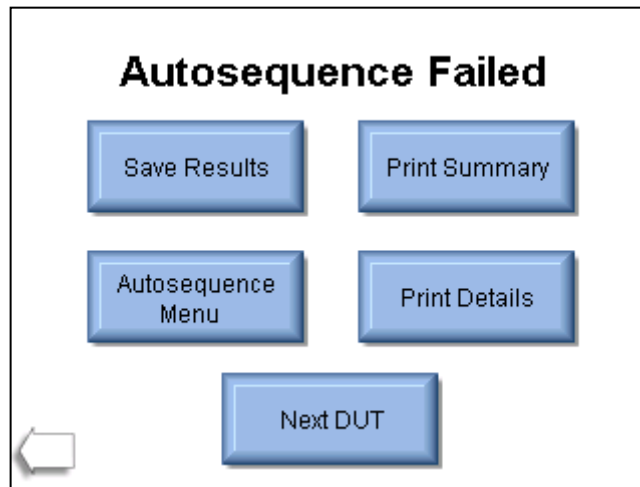 Autosequence Failed
Save Results
Print Summary
Autosequence
Menu
Print Details
Next DUT